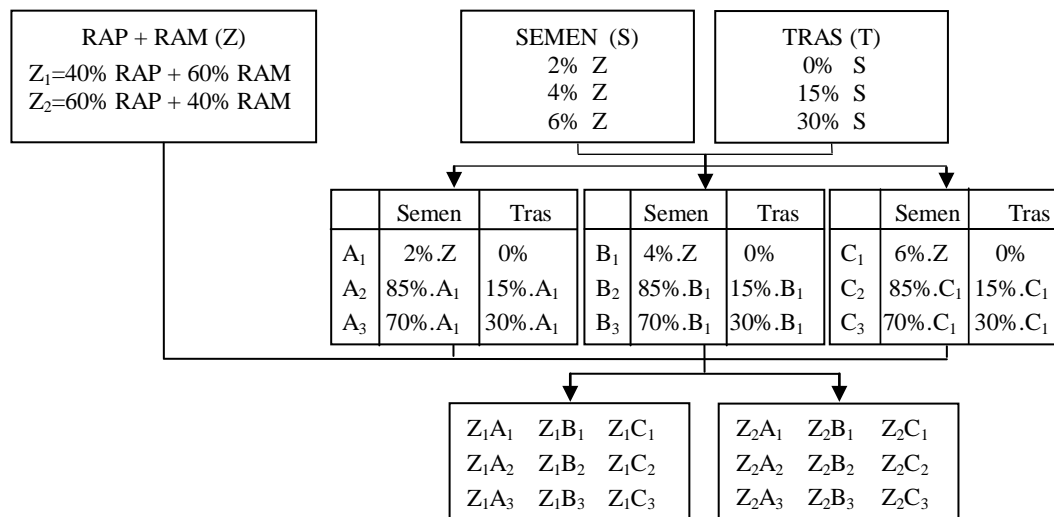 RAP + RAM (Z)
Z₁=40% RAP + 60% RAM
Z₂=60% RAP + 40% RAM
SEMEN (S)
2% Z
4% Z
6% Z
TRAS (T)
0% S
15% S
30% S
Semen Tras
A₁ 2%.Z 0%
A₂ 85%.A₁ 15%.A₁
A₃ 70%.A₁ 30%.A₁
Semen Tras
B₁ 4%.Z 0%
B₂ 85%.B₁ 15%.B₁
B₃ 70%.B₁ 30%.B₁
Semen Tras
C₁ 6%.Z 0%
C₂ 85%.C₁ 15%.C₁
C₃ 70%.C₁ 30%.C₁
Z₁A₁ Z₁B₁ Z₁C₁
Z₁A₂ Z₁B₂ Z₁C₂
Z₁A₃ Z₁B₃ Z₁C₃
Z₂A₁ Z₂B₁ Z₂C₁
Z₂A₂ Z₂B₂ Z₂C₂
Z₂A₃ Z₂B₃ Z₂C₃